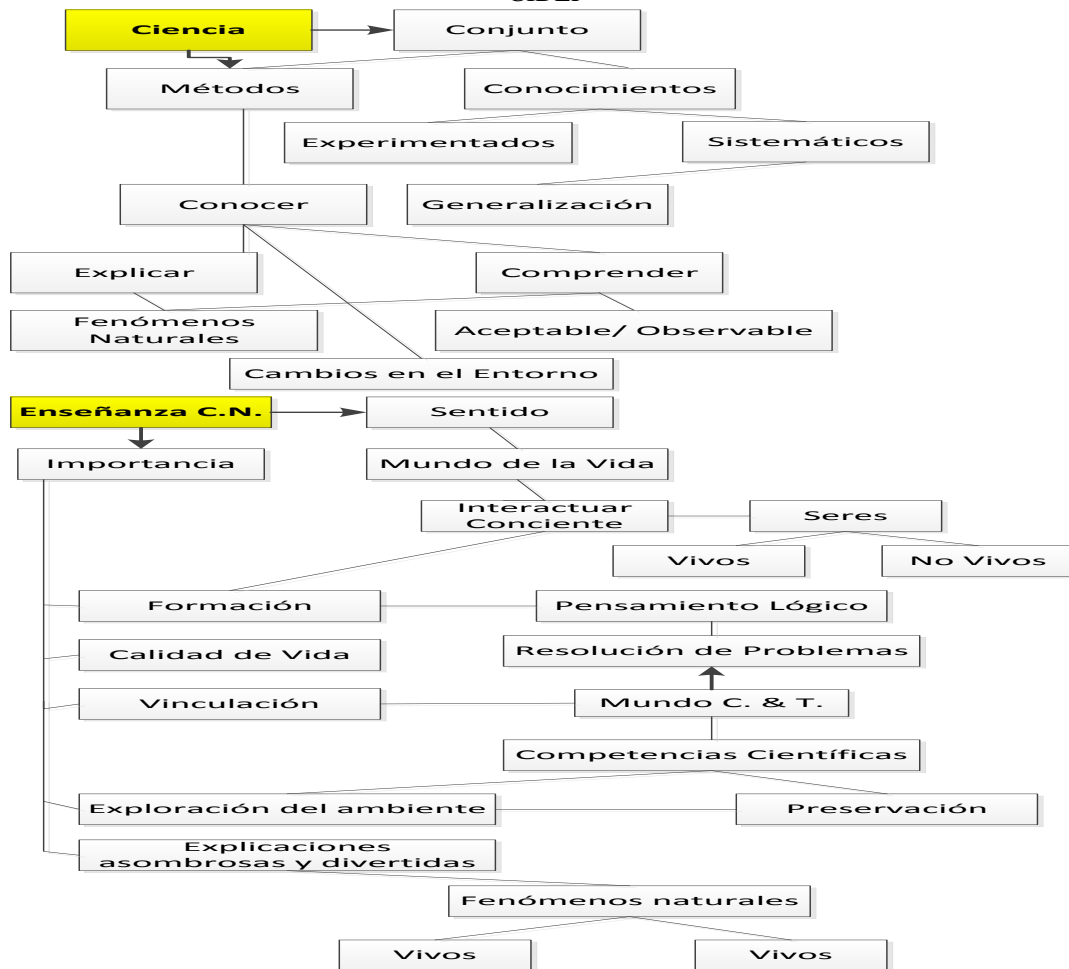 Ciencia
Conjunto
Métodos
Conocimientos
Experimentados
Sistemáticos
Conocer
Generalización
Explicar
Comprender
Fenómenos
Naturales
Aceptable/ Observable
Cambios en el Entorno
Enseñanza C.N.
Sentido
Importancia
Mundo de la Vida
Interactuar
Conciente
Seres
Vivos
No Vivos
Formación
Pensamiento Lógico
Calidad de Vida
Resolución de Problemas
Vinculación
Mundo C. & T.
Competencias Científicas
Exploración del ambiente
Preservación
Explicaciones
asombrosas y divertidas
Fenómenos naturales
Vivos
Vivos